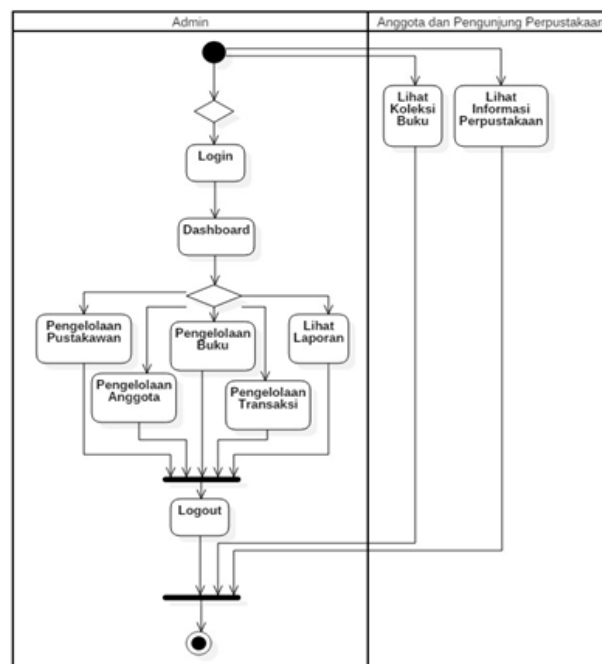 Admin
Anggota dan Pengunjung Perpustakaan
Lihat
Koleksi
Buku
Lihat
Informasi
Perpustakaan
Login
Dashboard
Pengelolaan
Pustakawan
Pengelolaan
Buku
Lihat
Laporan
Pengelolaan
Anggota
Pengelolaan
Transaksi
Logout